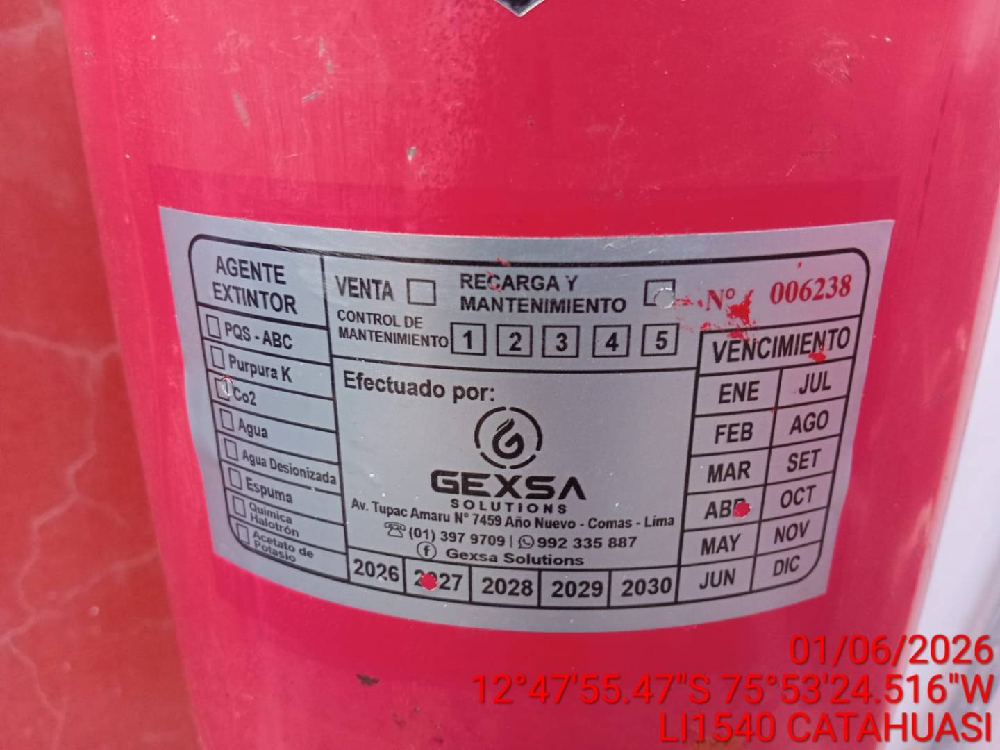 AGENTE
EXTINTOR
PQS - ABC
Purpura K
Co2
Agua
Agua Desionizada
Espuma
Quimica
Halotrón
Acetato de
Potasio
VENTA
RECARGA Y
MANTENIMIENTO
Nº 006238
CONTROL DE
MANTENIMIENTO 1 2 3 4 5
Efectuado por:
GEXSA
SOLUTIONS
Av. Tupac Amaru N° 7459 Año Nuevo - Comas - Lima
(01) 397 9709 | 992 335 887
Gexsa Solutions
2026 2027 2028 2029 2030
VENCIMIENTO
ENE JUL
FEB AGO
MAR SET
ABR OCT
MAY NOV
JUN DIC
01/06/2026
12°47'55.47"S 75°53'24.516"W
LI1540 CATAHUASI